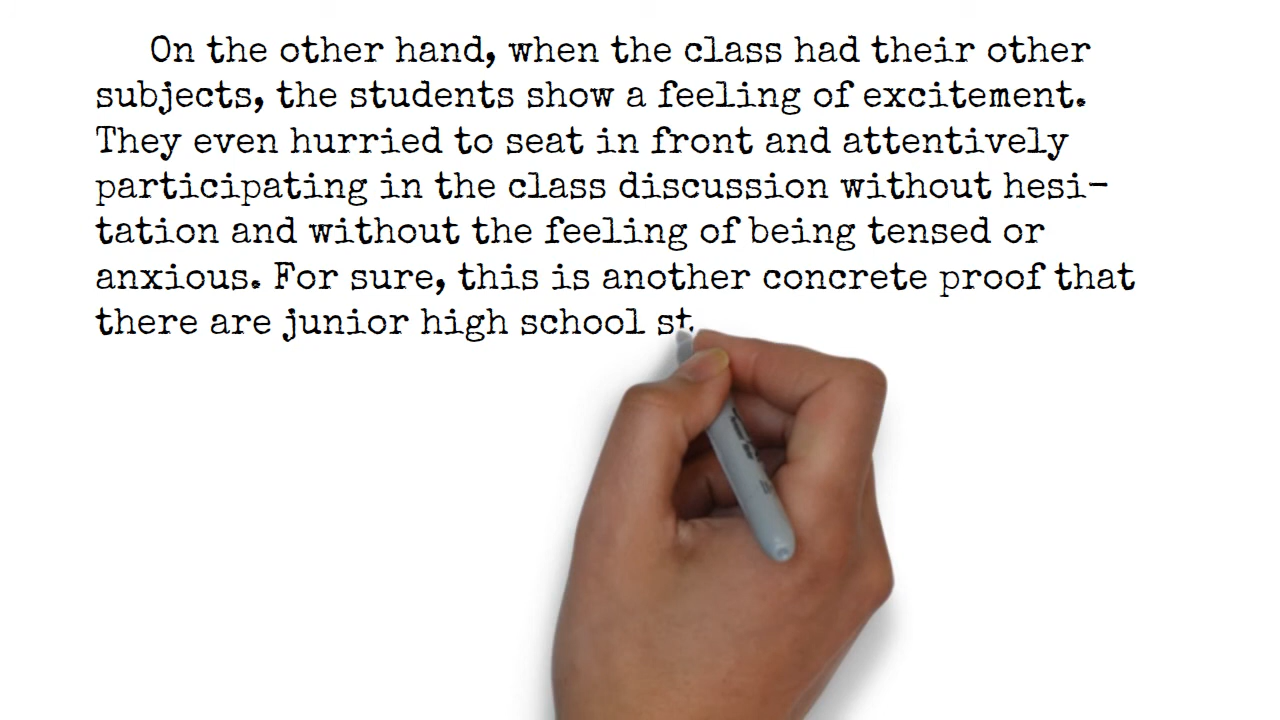 On the other hand, when the class had their other
subjects, the students show a feeling of excitement.
They even hurried to seat in front and attentively
participating in the class discussion without hesi-
tation and without the feeling of being tensed or
anxious. For sure, this is another concrete proof that
there are junior high school st